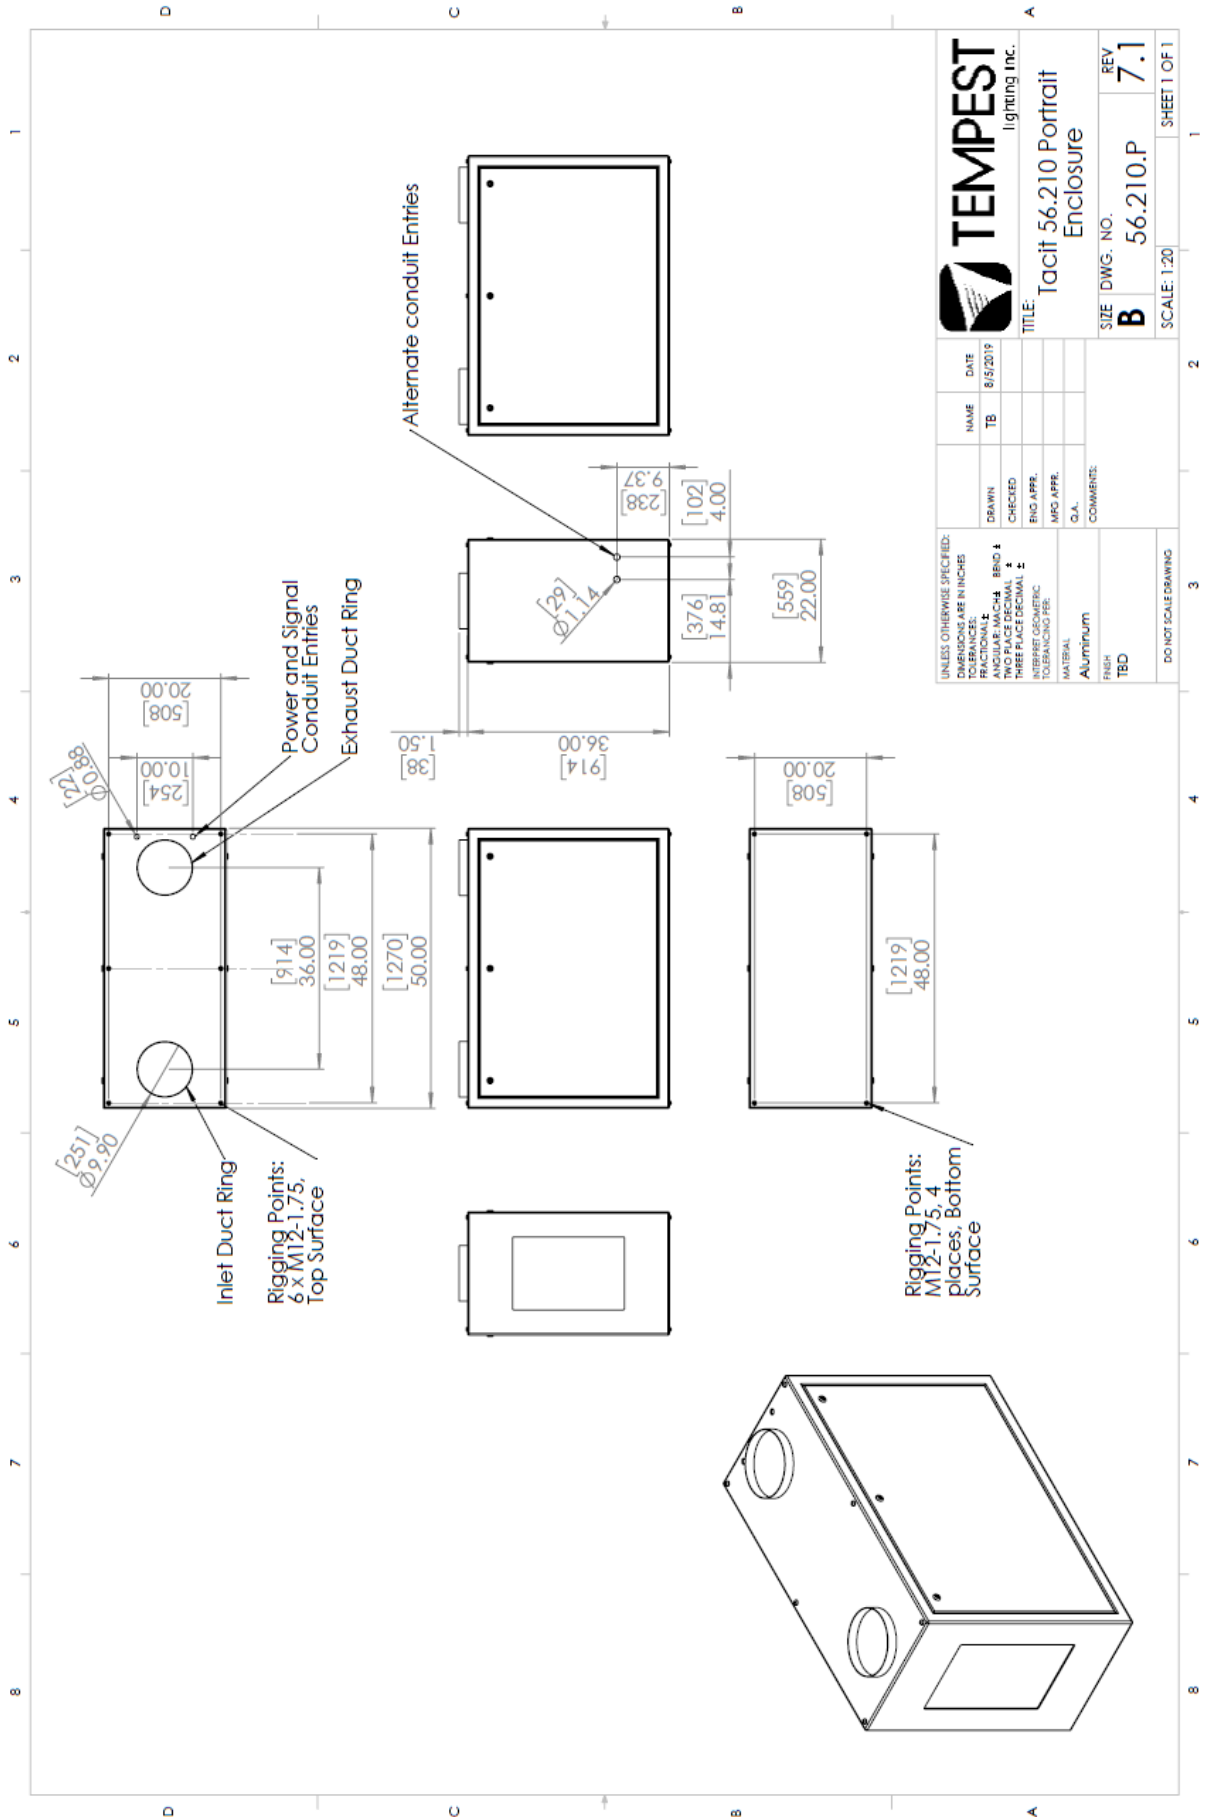 8
7
6
5
4
3
2
1
D
C
B
A
[251]
Ø9.90
Inlet Duct Ring
Rigging Points:
6 x M12-1.75,
Top Surface
[914]
36.00
[1219]
48.00
[1270]
50.00
[22]
Ø0.88
[254]
10.00
[508]
20.00
Power and Signal
Conduit Entries
Exhaust Duct Ring
[38]
1.50
[914]
36.00
[29]
Ø1.14
[376]
14.81
[559]
22.00
[102]
4.00
[238]
9.37
Alternate conduit Entries
Rigging Points:
M12-1.75, 4
places, Bottom
Surface
[1219]
48.00
[508]
20.00
UNLESS OTHERWISE SPECIFIED:
DIMENSIONS ARE IN INCHES
TOLERANCES:
FRACTIONAL ±
ANGULAR: MACH± BEND ±
TWO PLACE DECIMAL ±
THREE PLACE DECIMAL ±
INTERPRET GEOMETRIC
TOLERANCING PER:
MATERIAL
Aluminum
FINISH
TBD
DO NOT SCALE DRAWING
NAME DATE
DRAWN TB 8/5/2019
CHECKED
ENG APPR.
MFG APPR.
Q.A.
COMMENTS:
TEMPEST
lighting inc.
TITLE:
Tacit 56.210 Portrait
Enclosure
SIZE DWG. NO. REV
B 56.210.P 7.1
SCALE: 1:20 SHEET 1 OF 1
8
7
6
5
4
3
2
1
D
C
B
A